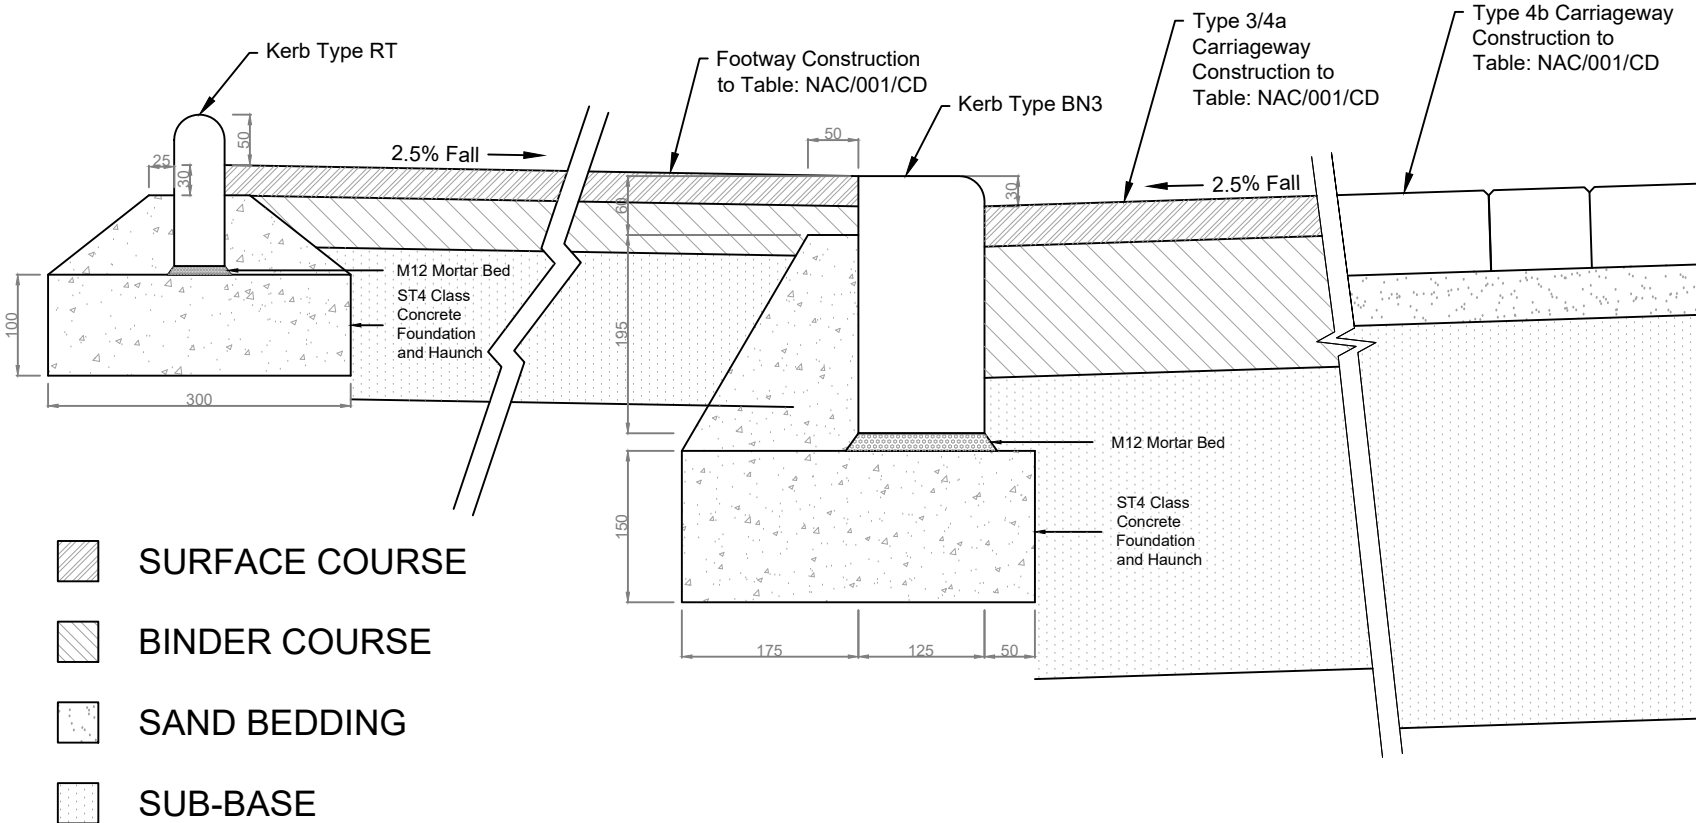 Kerb Type RT
Footway Construction
to Table: NAC/001/CD
Kerb Type BN3
Type 3/4a
Carriageway
Construction to
Table: NAC/001/CD
Type 4b Carriageway
Construction to
Table: NAC/001/CD
2.5% Fall
2.5% Fall
50
25
30
50
30
60
195
150
100
300
M12 Mortar Bed
ST4 Class
Concrete
Foundation
and Haunch
M12 Mortar Bed
ST4 Class
Concrete
Foundation
and Haunch
175
125
50
SURFACE COURSE
BINDER COURSE
SAND BEDDING
SUB-BASE